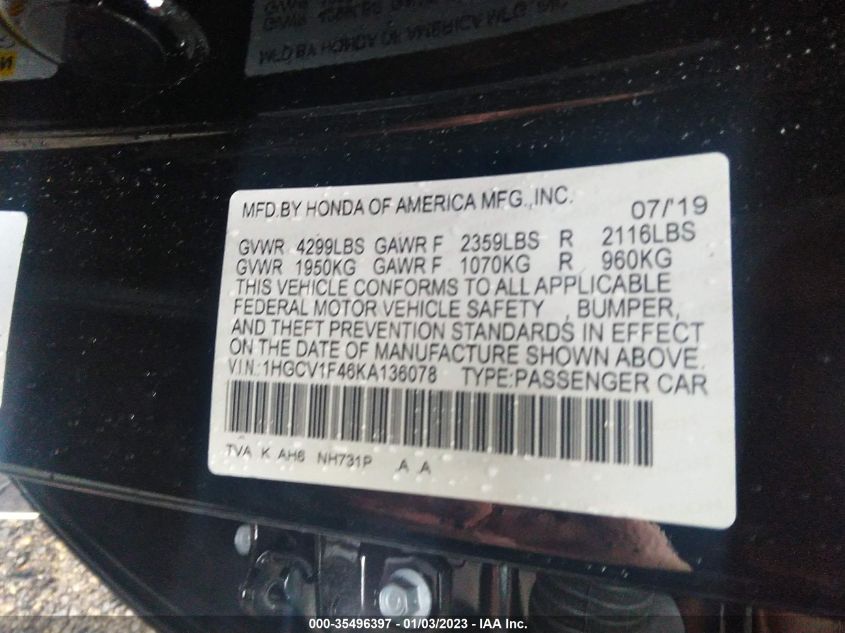 MFD.BY HONDA OF AMERICA MFG.,INC. 07/'19
GVWR 4299LBS GAWR F 2359LBS R 2116LBS
GVWR 1950KG GAWR F 1070KG R 960KG
THIS VEHICLE CONFORMS TO ALL APPLICABLE
FEDERAL MOTOR VEHICLE SAFETY , BUMPER,
AND THEFT PREVENTION STANDARDS IN EFFECT
ON THE DATE OF MANUFACTURE SHOWN ABOVE.
V.I.N.:1HGCV1F46KA136078 TYPE:PASSENGER CAR
TVA K AH6 NH731P A A
000-35496397 - 01/03/2023 - IAA Inc.